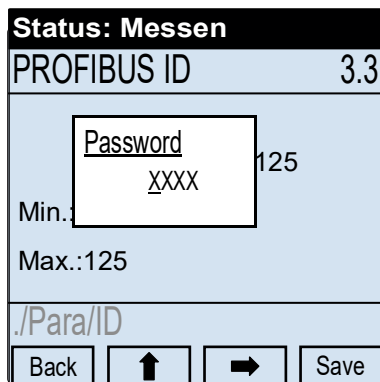 Status: Messen
PROFIBUS ID 3.3
Password
XXXX
125
Min.:
Max.:125
./Para/ID
Back Save